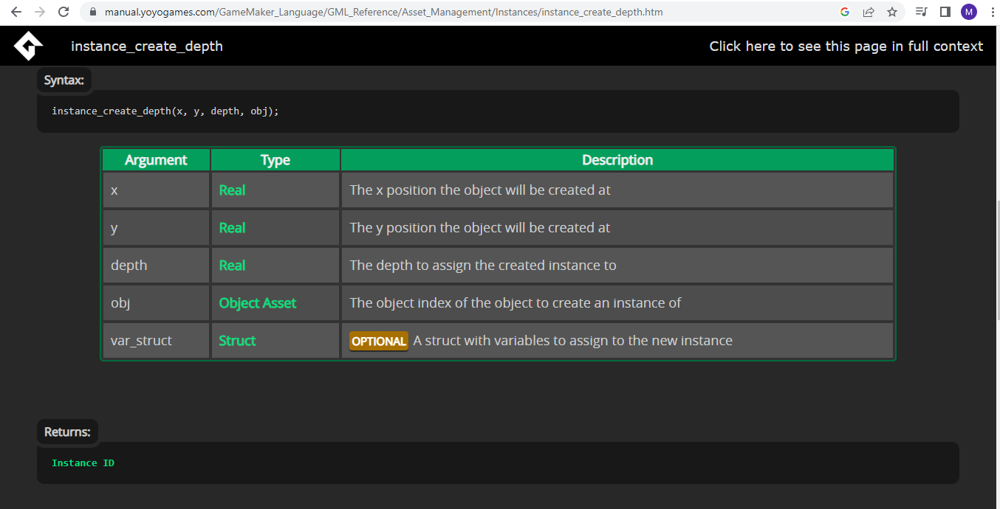 manual.yoyogames.com/GameMaker_Language/GML_Reference/Asset_Management/Instances/instance_create_depth.htm
G
M
instance_create_depth
Click here to see this page in full context
Syntax:
instance_create_depth(x, y, depth, obj);
Argument Type Description
x Real The x position the object will be created at
y Real The y position the object will be created at
depth Real The depth to assign the created instance to
obj Object Asset The object index of the object to create an instance of
var_struct Struct OPTIONAL A struct with variables to assign to the new instance
Returns:
Instance ID